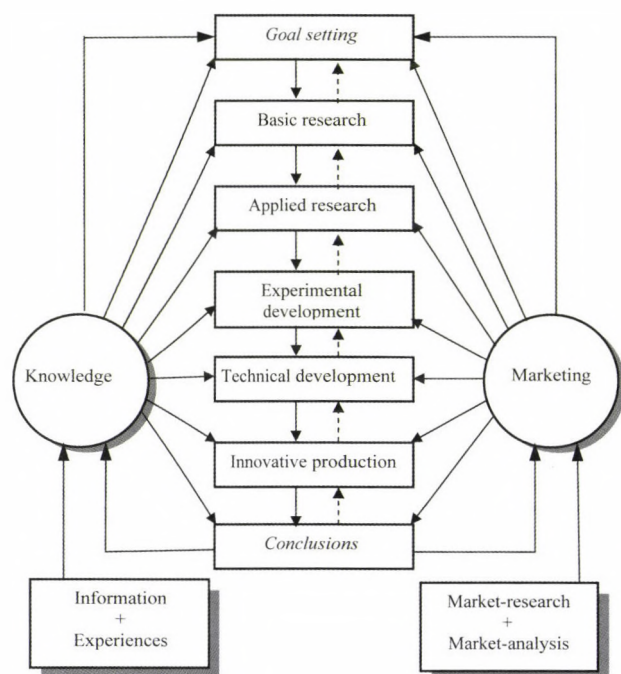 Goal setting
Basic research
Applied research
Experimental
development
Knowledge
Technical development
Marketing
Innovative production
Conclusions
Information
+
Experiences
Market-research
+
Market-analysis